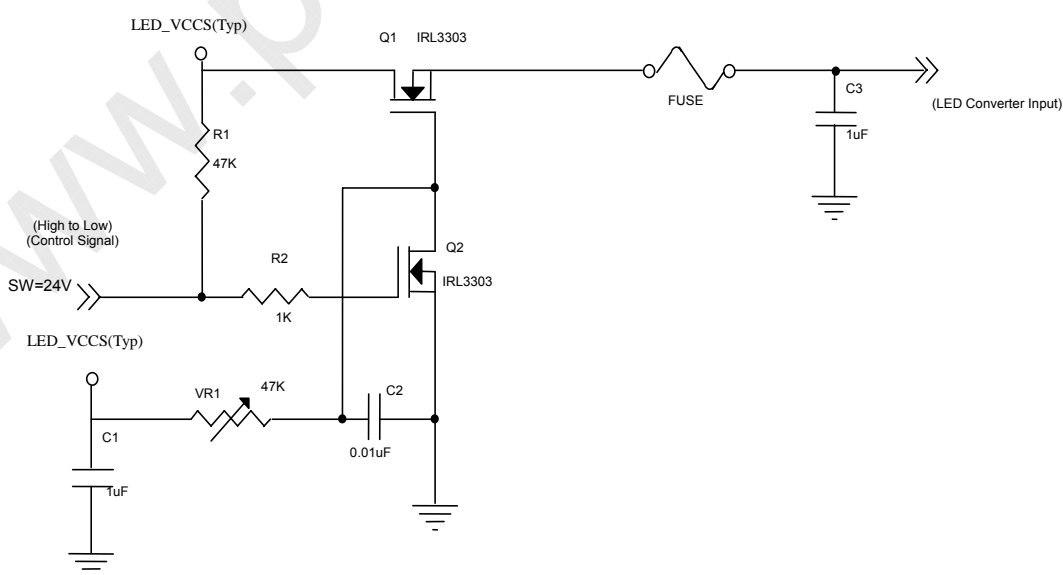 LED_VCCS(Typ)
Q1 IRL3303
FUSE
C3
1uF
(LED Converter Input)
R1
47K
(High to Low)
(Control Signal)
SW=24V
R2
1K
Q2
IRL3303
LED_VCCS(Typ)
VR1 47K
C1
1uF
C2
0.01uF